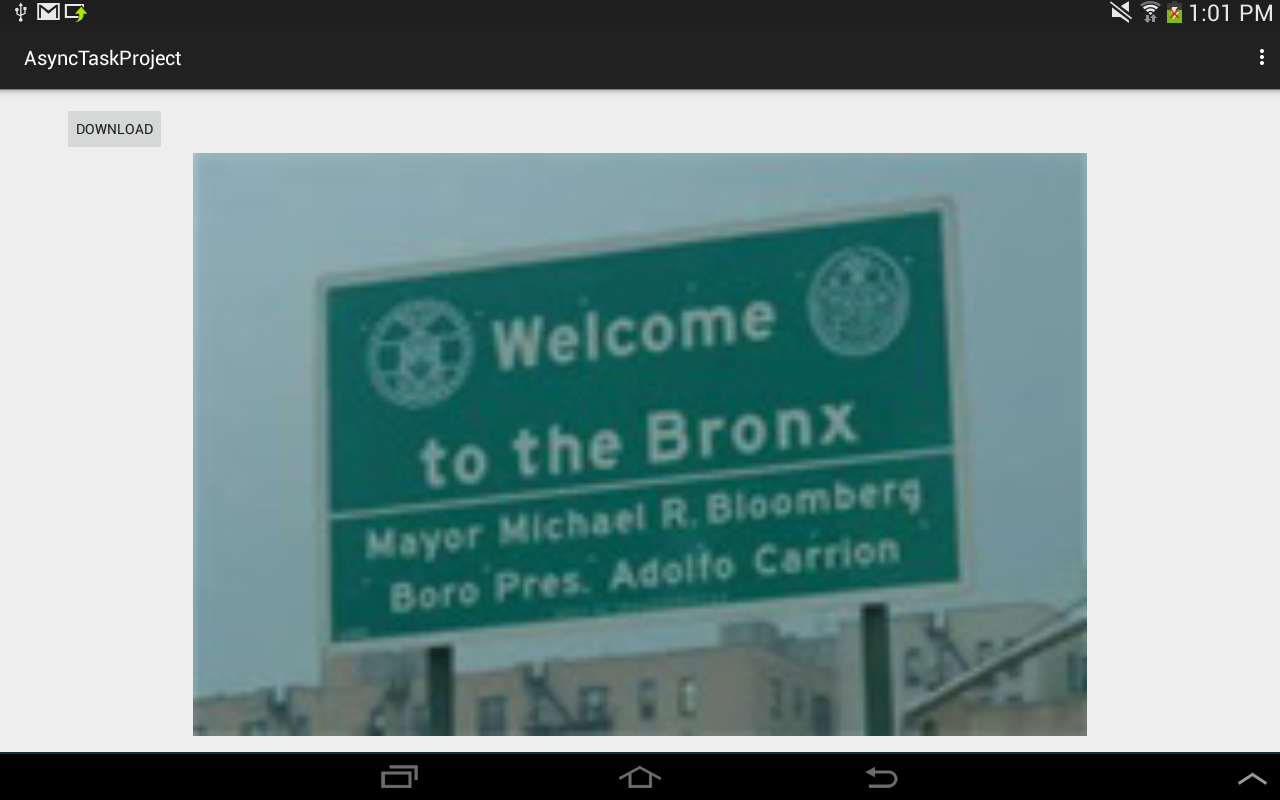 1:01 PM
AsyncTaskProject
DOWNLOAD
Welcome
to the Bronx
Mayor Michael R. Bloomberg
Boro Pres. Adolfo Carrion